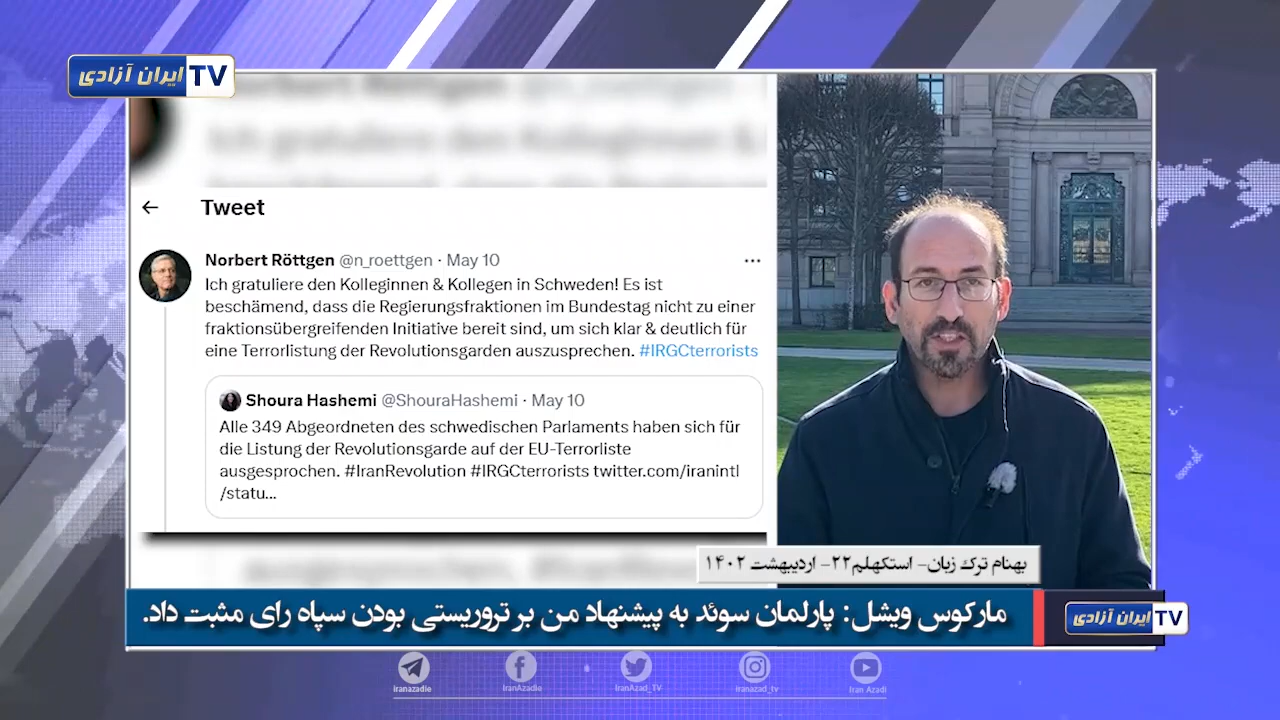 ایران آزادی TV
Tweet
Norbert Röttgen @n_roettgen · May 10
Ich gratuliere den Kolleginnen & Kollegen in Schweden! Es ist
beschämend, dass die Regierungsfraktionen im Bundestag nicht zu einer
fraktionsübergreifenden Initiative bereit sind, um sich klar & deutlich für
eine Terrorlistung der Revolutionsgarden auszusprechen. #IRGCterrorists
Shoura Hashemi @ShouraHashemi · May 10
Alle 349 Abgeordneten des schwedischen Parlaments haben sich für
die Listung der Revolutionsgarde auf der EU-Terrorliste
ausgesprochen. #IranRevolution #IRGCterrorists twitter.com/iranintl
/statu...
بهنام ترک زبان- استکهلم۲۲- اردیبهشت ۱۴۰۲
مارکوس ویشل: پارلمان سوئد به پیشنهاد من بر تروریستی بودن سپاه رای مثبت داد.
ایران آزادی TV
iranazadie
IranAzadie
IranAzad_TV
iranazad_tv
Iran Azadi